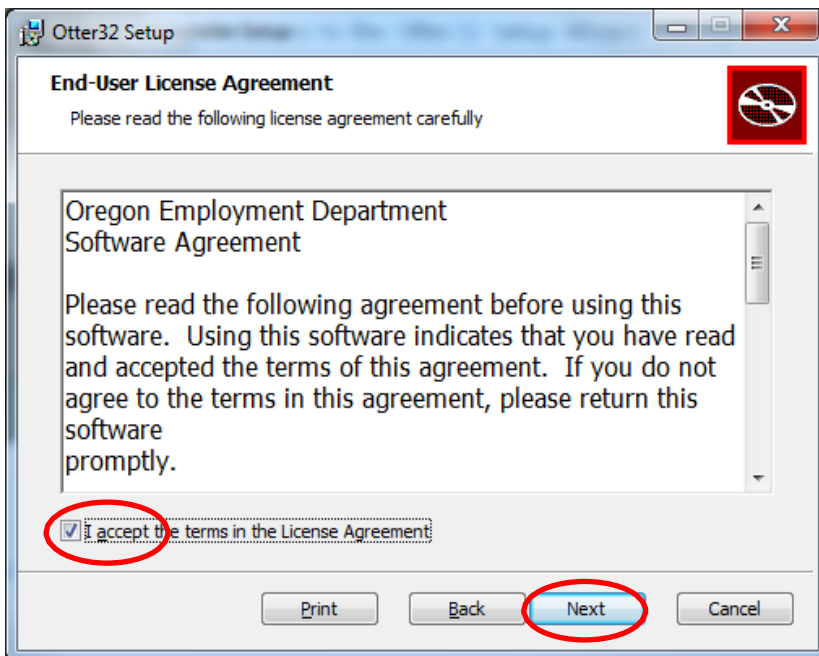 Otter32 Setup
End-User License Agreement
Please read the following license agreement carefully
Oregon Employment Department
Software Agreement
Please read the following agreement before using this
software.  Using this software indicates that you have read
and accepted the terms of this agreement.  If you do not
agree to the terms in this agreement, please return this
software
promptly.
I accept the terms in the License Agreement
Print Back Next Cancel